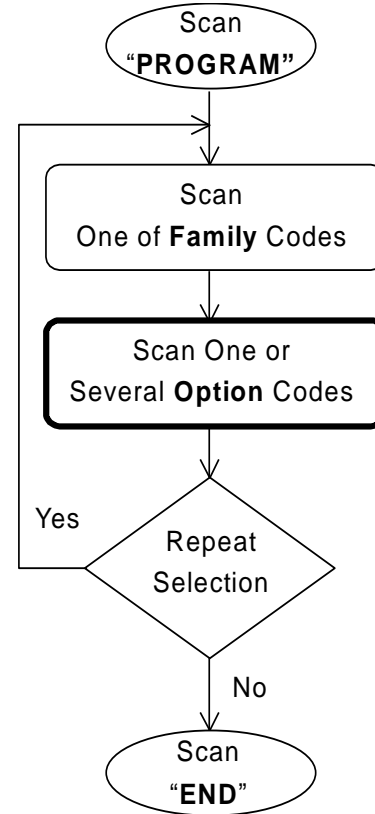 Scan
“PROGRAM”
Scan
One of Family Codes
Scan One or
Several Option Codes
Yes
Repeat
Selection
No
Scan
“END”